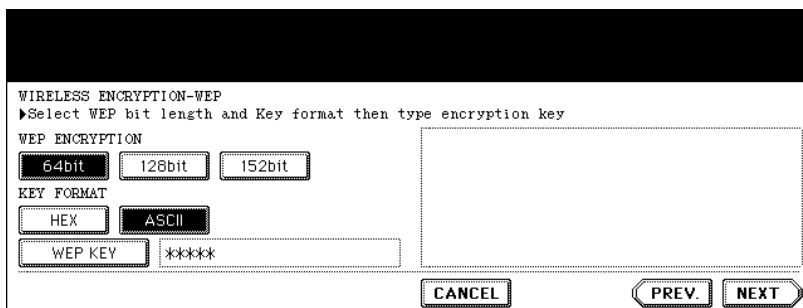 WIRELESS ENCRYPTION-WEP
▶Select WEP bit length and Key format then type encryption key
WEP ENCRYPTION
64bit 128bit 152bit
KEY FORMAT
HEX ASCII
WEP KEY *****
CANCEL PREV. NEXT